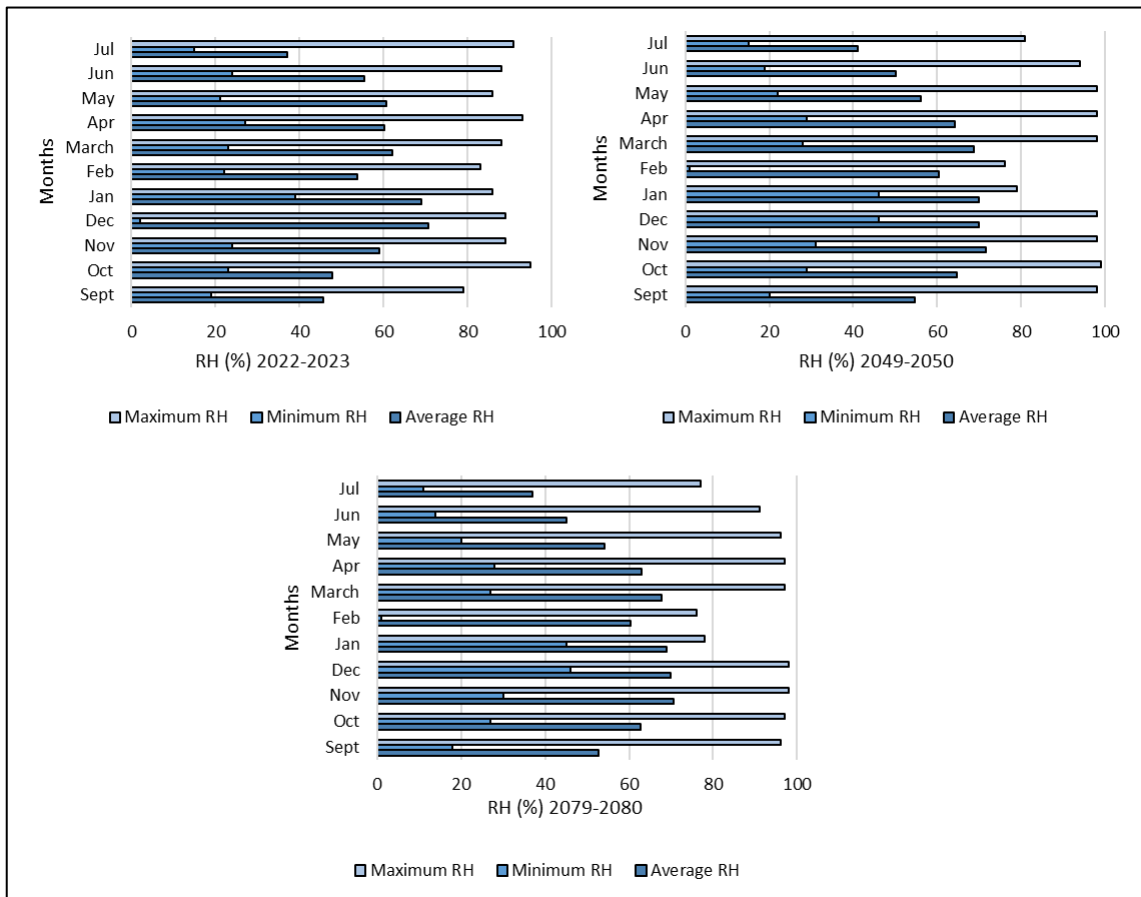 Months
Jul
Jun
May
Apr
March
Feb
Jan
Dec
Nov
Oct
Sept
0 20 40 60 80 100
RH (%) 2022-2023
Maximum RH Minimum RH Average RH
Months
Jul
Jun
May
Apr
March
Feb
Jan
Dec
Nov
Oct
Sept
0 20 40 60 80 100
RH (%) 2049-2050
Maximum RH Minimum RH Average RH
Months
Jul
Jun
May
Apr
March
Feb
Jan
Dec
Nov
Oct
Sept
0 20 40 60 80 100
RH (%) 2079-2080
Maximum RH Minimum RH Average RH